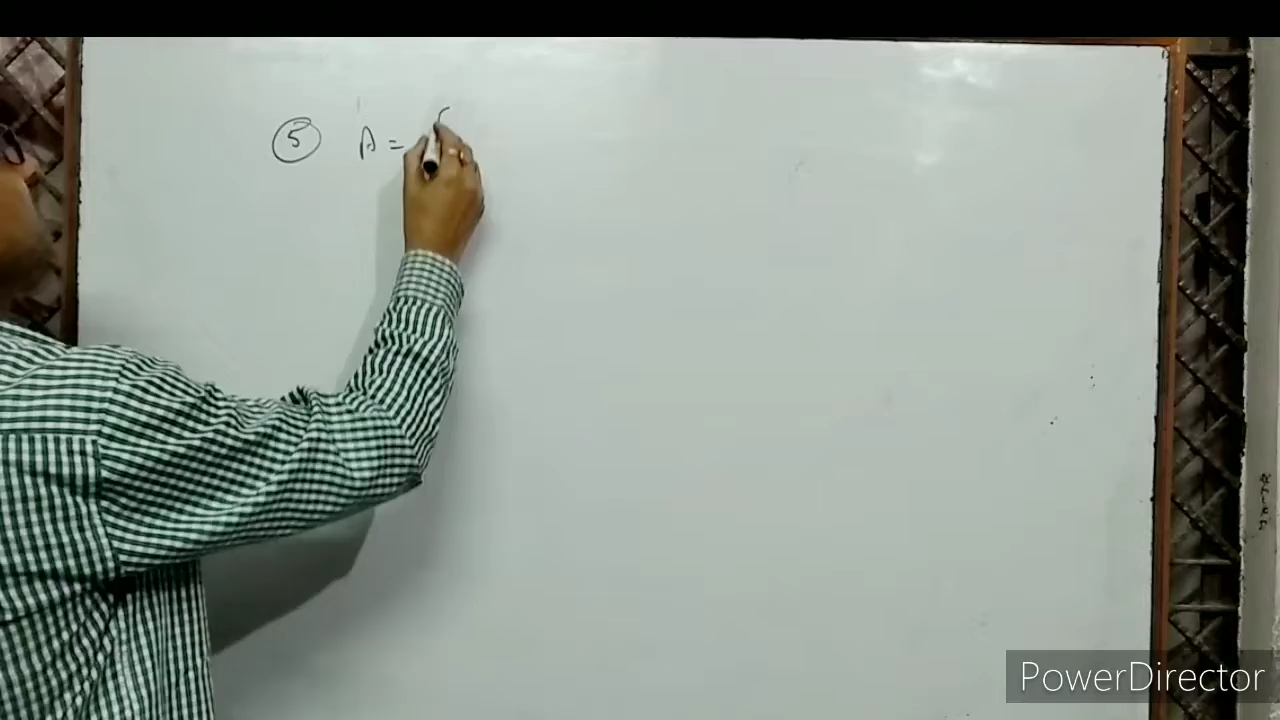 ⑤ A =
PowerDirector